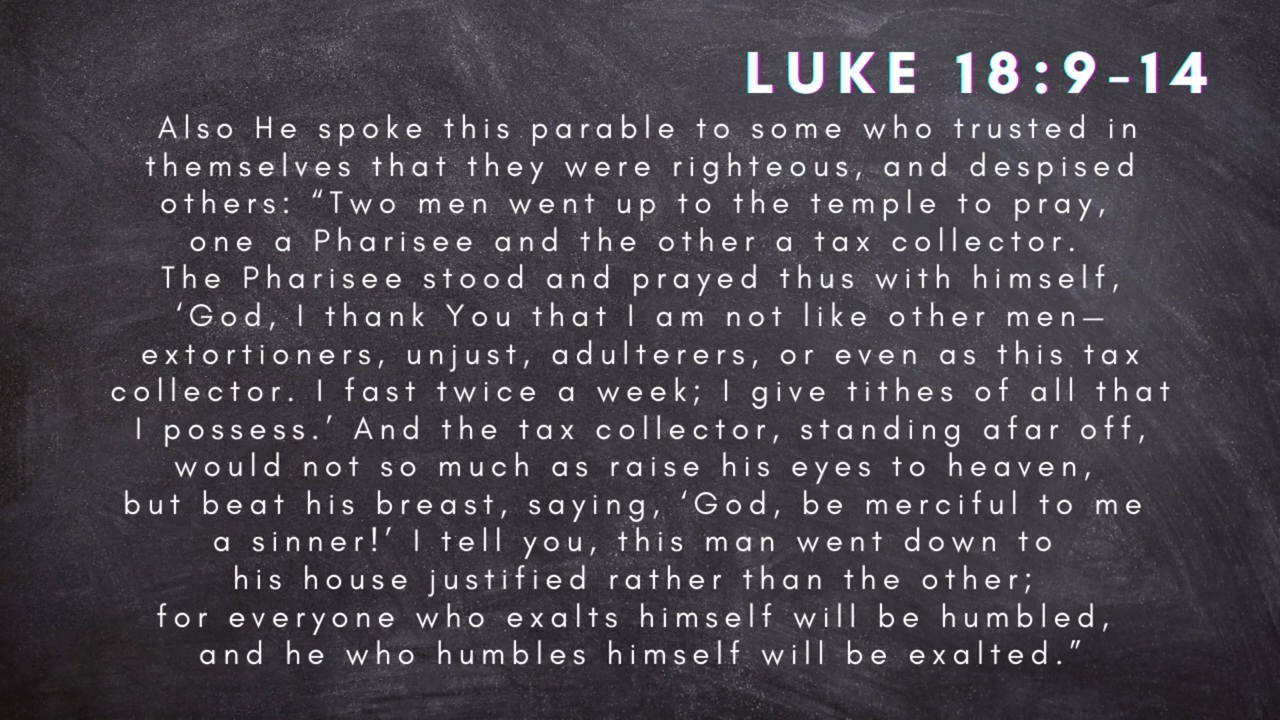 LUKE 18:9-14
Also He spoke this parable to some who trusted in
themselves that they were righteous, and despised
others: “Two men went up to the temple to pray,
one a Pharisee and the other a tax collector.
The Pharisee stood and prayed thus with himself,
‘God, I thank You that I am not like other men—
extortioners, unjust, adulterers, or even as this tax
collector. I fast twice a week; I give tithes of all that
I possess.’ And the tax collector, standing afar off,
would not so much as raise his eyes to heaven,
but beat his breast, saying, ‘God, be merciful to me
a sinner!’ I tell you, this man went down to
his house justified rather than the other;
for everyone who exalts himself will be humbled,
and he who humbles himself will be exalted.”